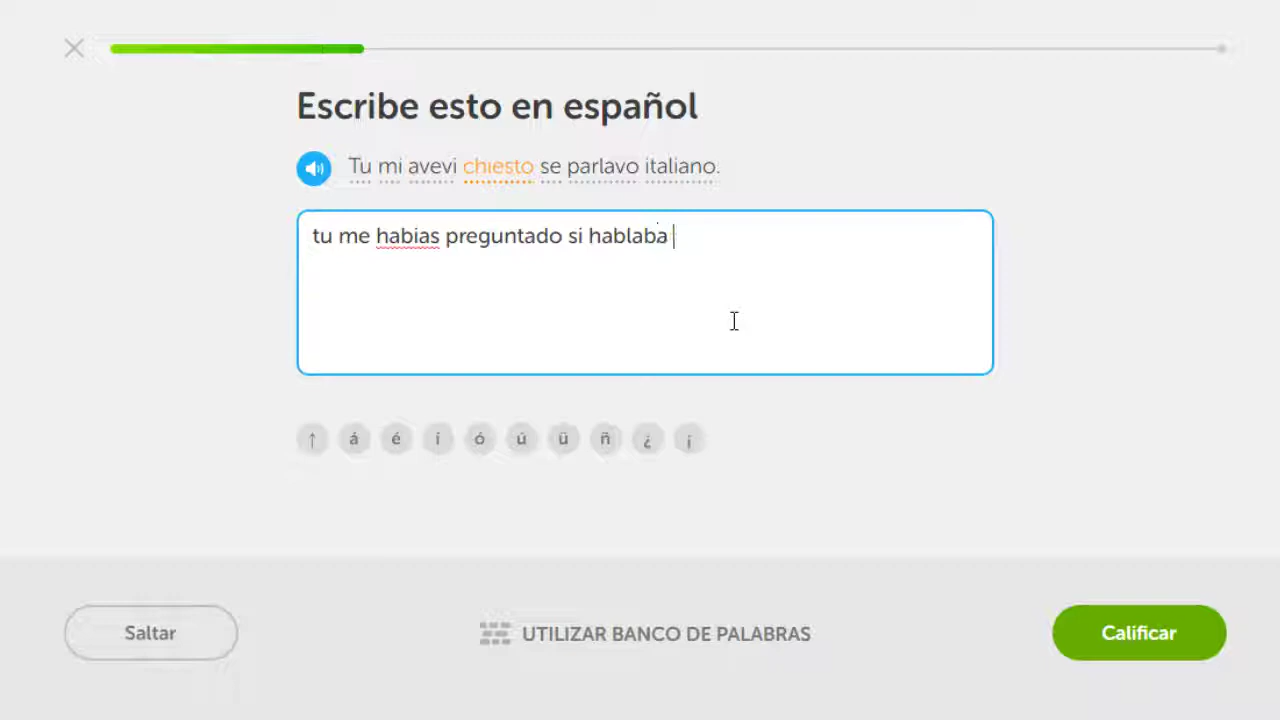 Escribe esto en español
Tu mi avevi chiesto se parlavo italiano.
tu me habias preguntado si hablaba
↑ á é í ó ú ü ñ ¿ ¡
Saltar
UTILIZAR BANCO DE PALABRAS
Calificar